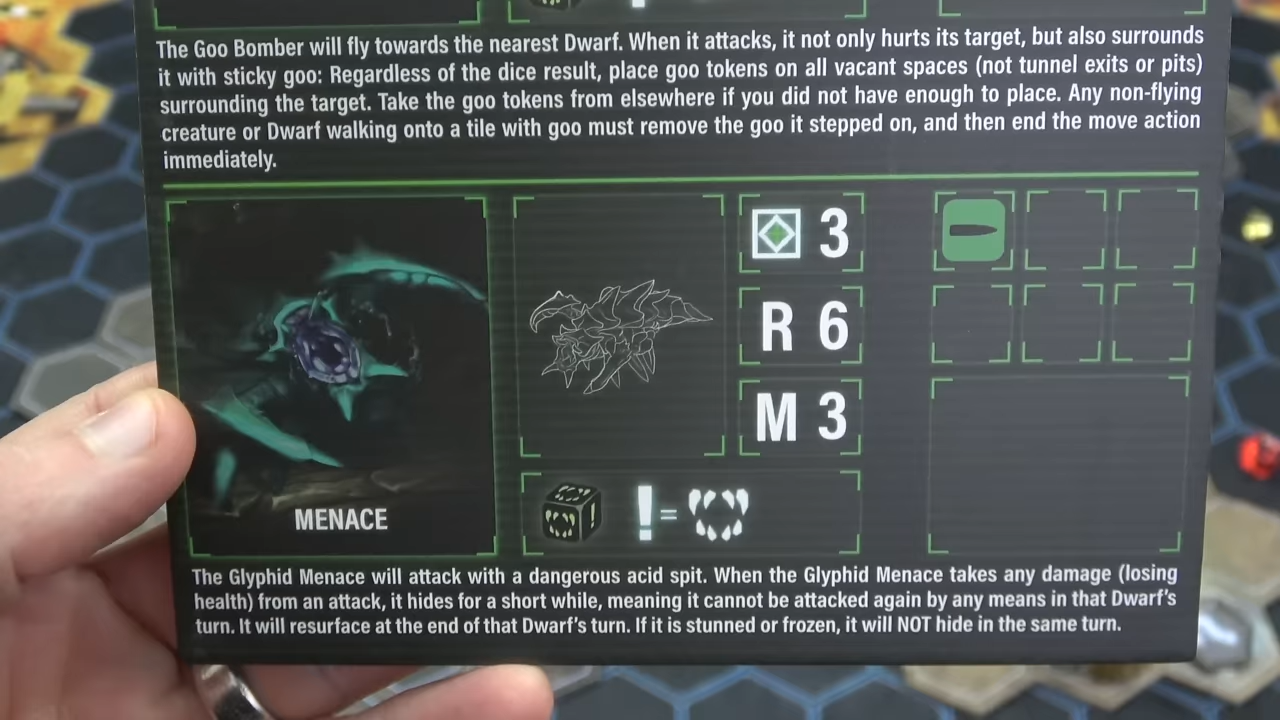 The Goo Bomber will fly towards the nearest Dwarf. When it attacks, it not only hurts its target, but also surrounds
it with sticky goo: Regardless of the dice result, place goo tokens on all vacant spaces (not tunnel exits or pits)
surrounding the target. Take the goo tokens from elsewhere if you did not have enough to place. Any non-flying
creature or Dwarf walking onto a tile with goo must remove the goo it stepped on, and then end the move action
immediately.
3
R 6
M 3
! =
MENACE
The Glyphid Menace will attack with a dangerous acid spit. When the Glyphid Menace takes any damage (losing
health) from an attack, it hides for a short while, meaning it cannot be attacked again by any means in that Dwarf's
turn. It will resurface at the end of that Dwarf's turn. If it is stunned or frozen, it will NOT hide in the same turn.